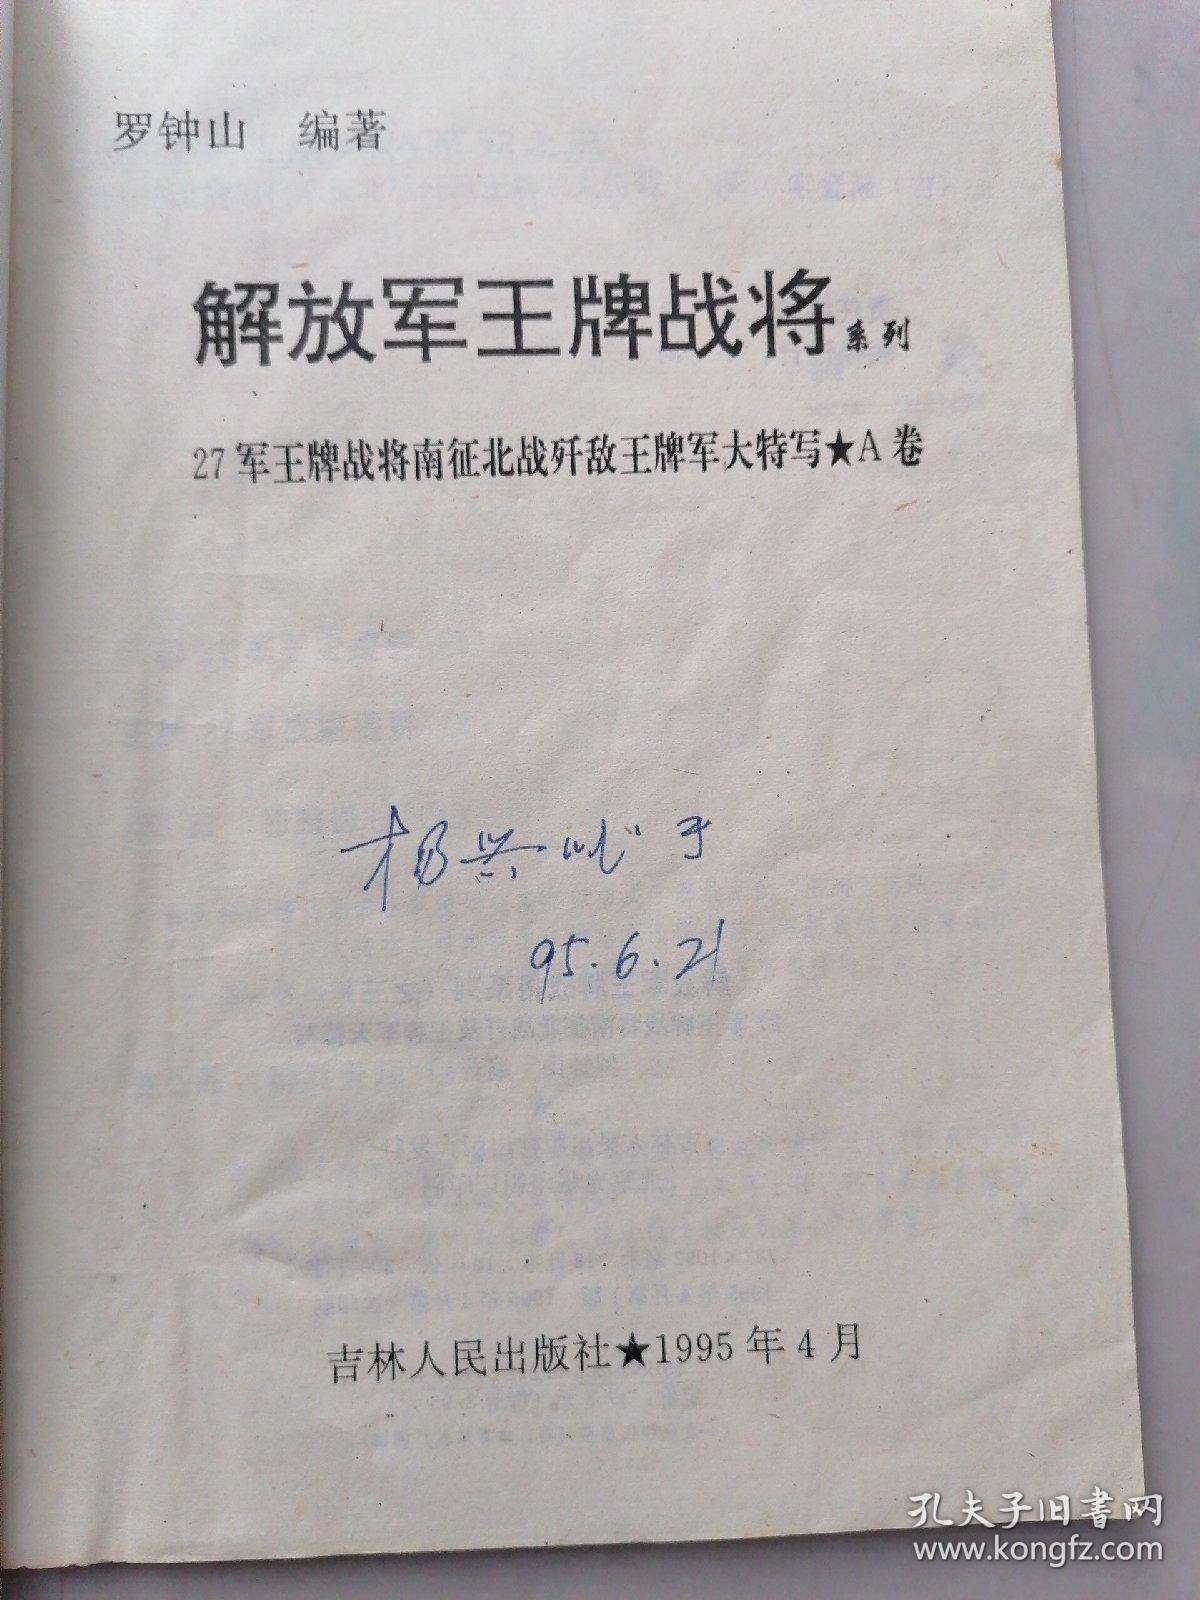 罗钟山 编著
解放军王牌战将系列
27军王牌战将南征北战歼敌王牌军大特写★A卷
杨兴
95.6.21
吉林人民出版社★1995年4月
孔夫子旧书网
www.kongfz.com